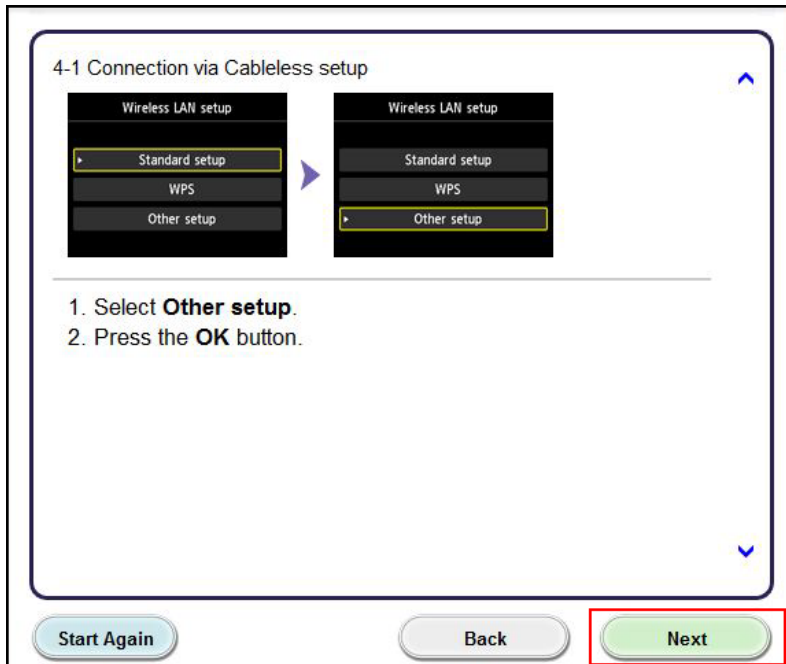 4-1 Connection via Cableless setup
Wireless LAN setup
Standard setup
WPS
Other setup
Wireless LAN setup
Standard setup
WPS
Other setup
1. Select Other setup.
2. Press the OK button.
Start Again
Back
Next